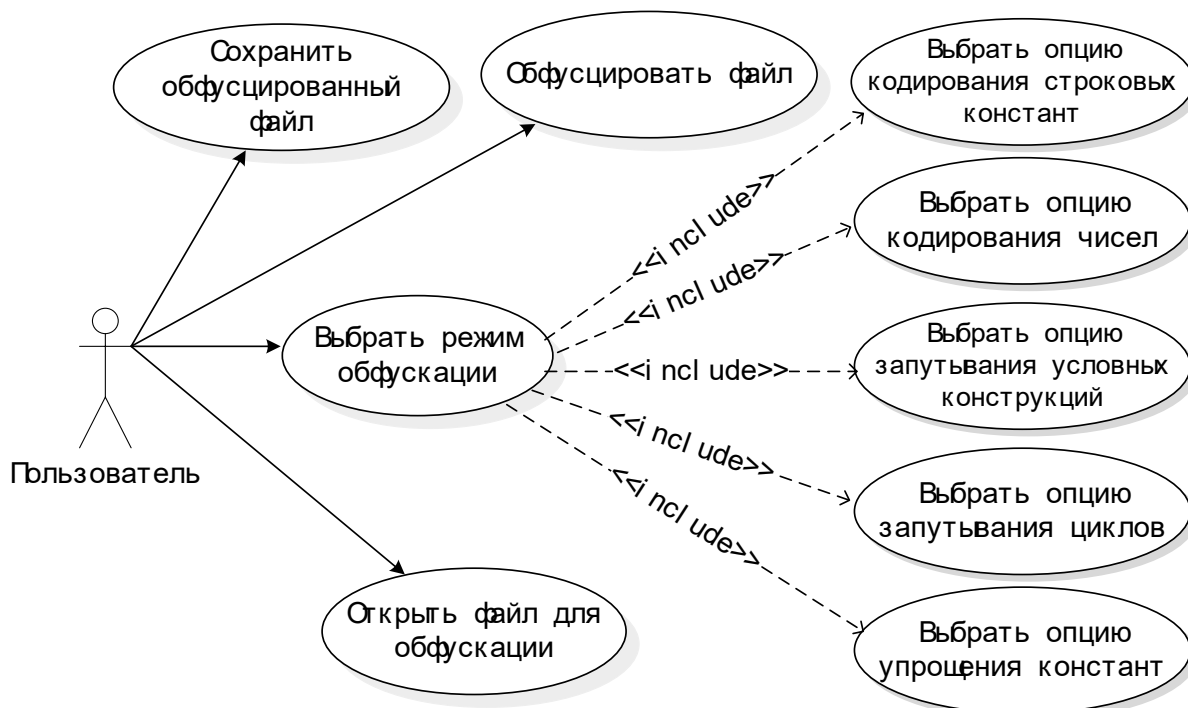 Сохранить
обфусцированный
файл
Обфусцировать файл
Выбрать опцию
кодирования строковых
констант
<<include>>
Выбрать опцию
кодирования чисел
<<include>>
Выбрать режим
обфускации
<<include>>
Выбрать опцию
запутывания условных
конструкций
Пользователь
<<include>>
Выбрать опцию
запутывания циклов
<<include>>
Открыть файл для
обфускации
Выбрать опцию
упрощения констант